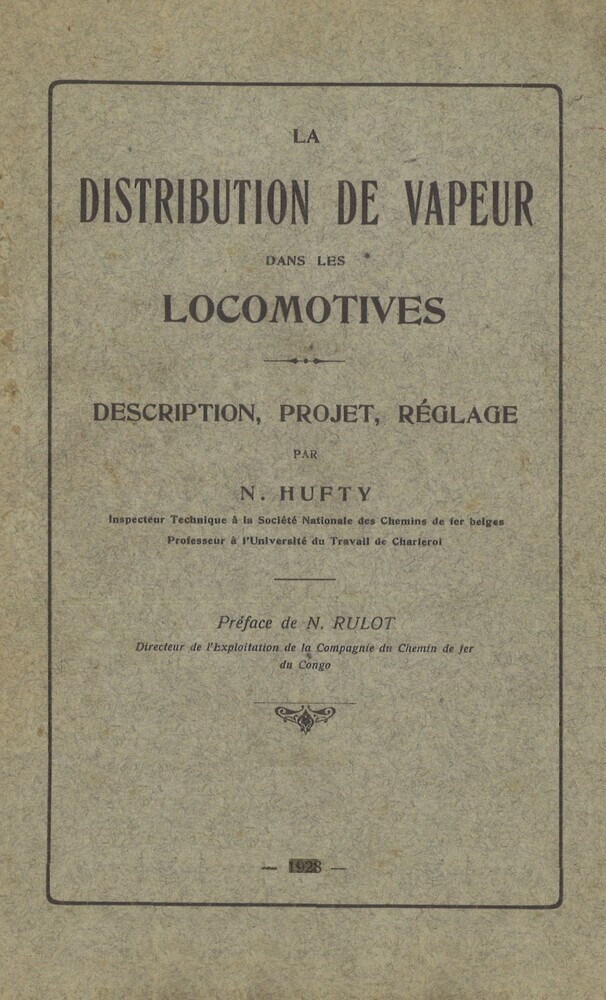 LA
DISTRIBUTION DE VAPEUR
DANS LES
LOCOMOTIVES
DESCRIPTION, PROJET, RÉGLAGE
PAR
N. HUFTY
Inspecteur Technique à la Société Nationale des Chemins de fer belges
Professeur à l'Université du Travail de Charleroi
Préface de N. RULOT
Directeur de l'Exploitation de la Compagnie du Chemin de fer
du Congo
— 1928 —